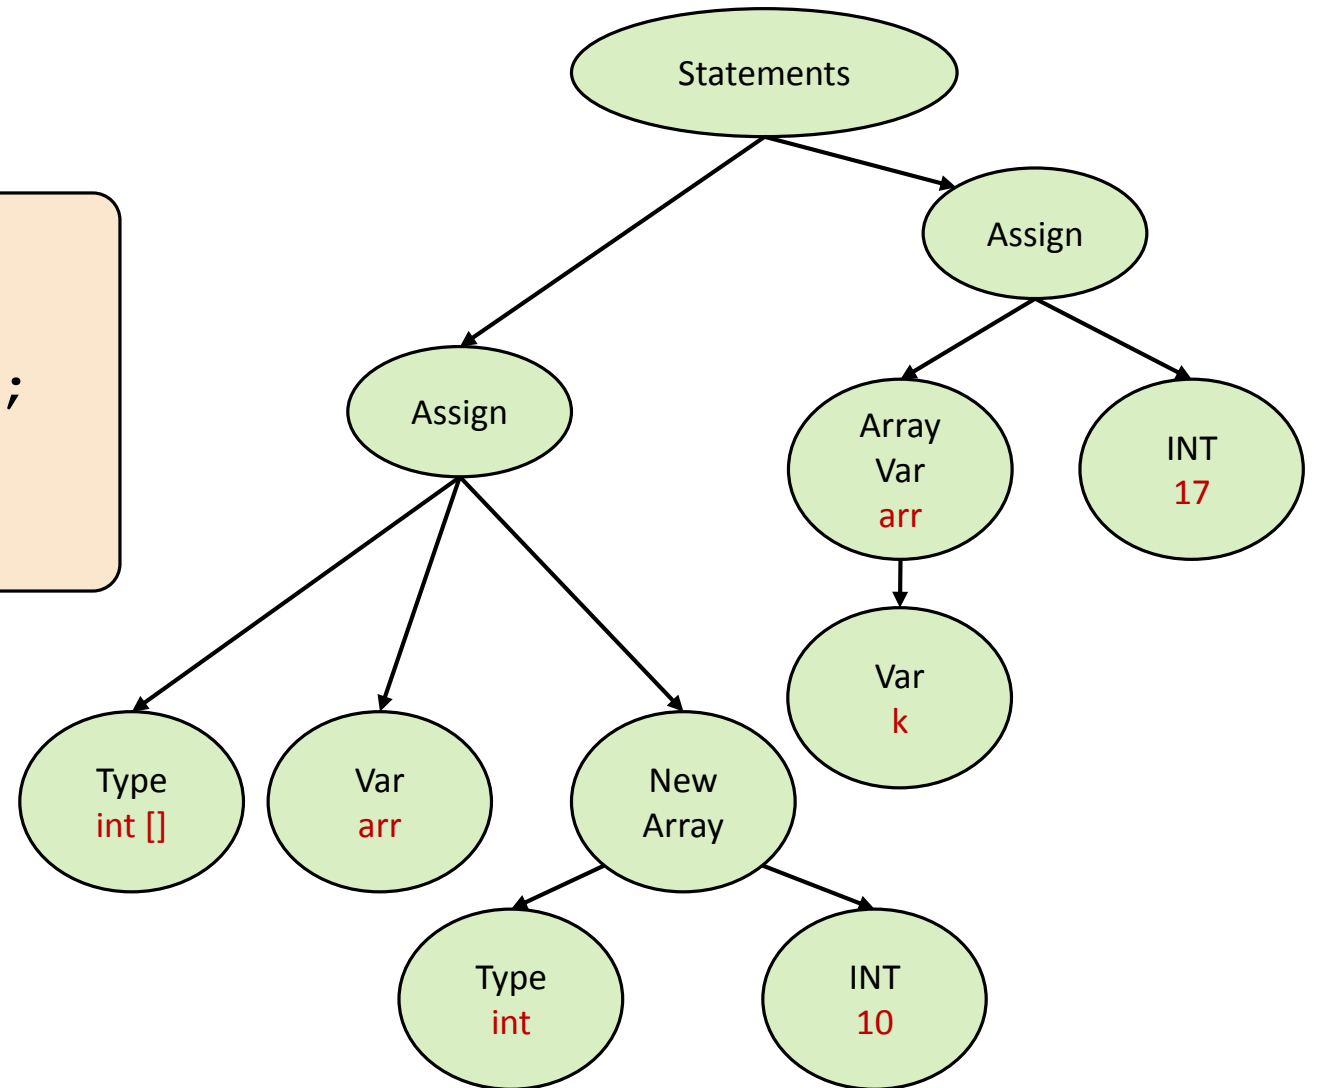 Statements
Assign
;
Assign
Array
Var
arr
INT
17
Var
k
Type
int []
Var
arr
New
Array
Type
int
INT
10